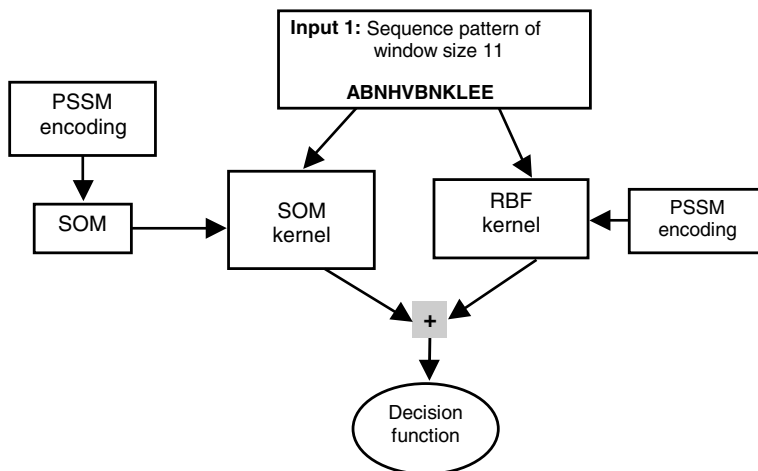 Input 1: Sequence pattern of
window size 11
ABNHVBNKLEE
PSSM
encoding
SOM
SOM
kernel
RBF
kernel
PSSM
encoding
+
Decision
function